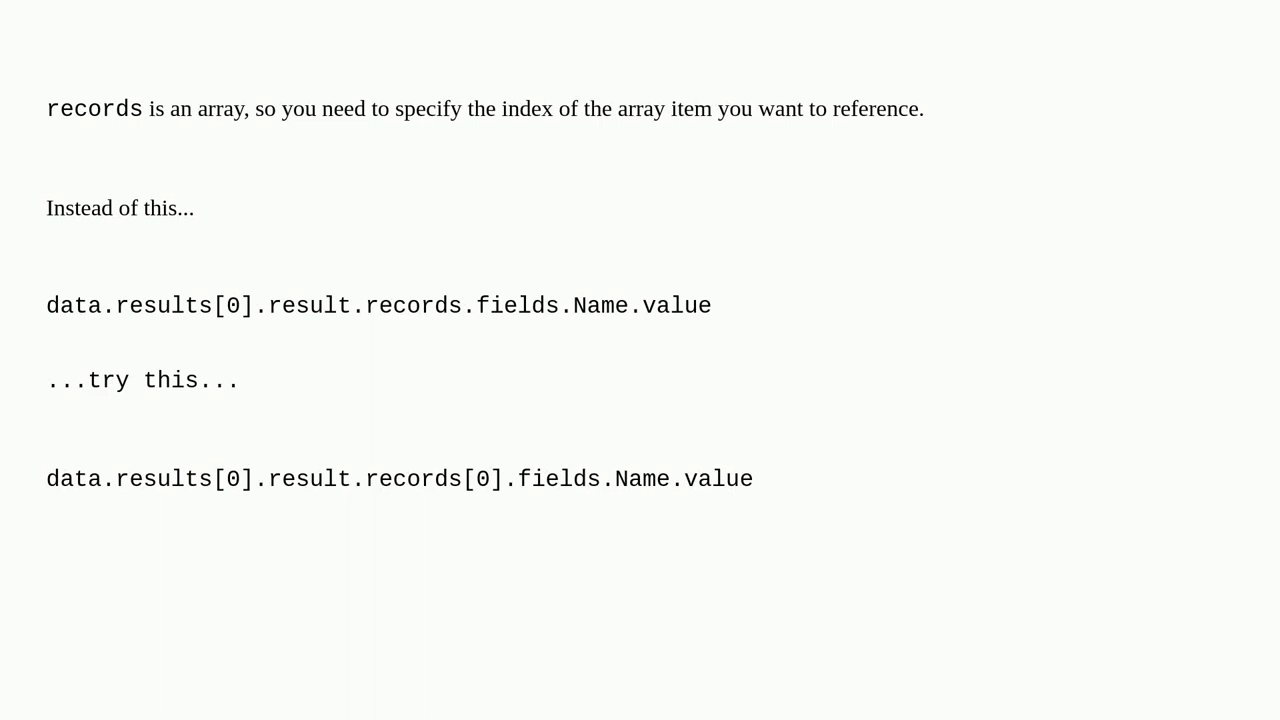 records is an array, so you need to specify the index of the array item you want to reference.
Instead of this...
data.results[0].result.records.fields.Name.value
...try this...
data.results[0].result.records[0].fields.Name.value